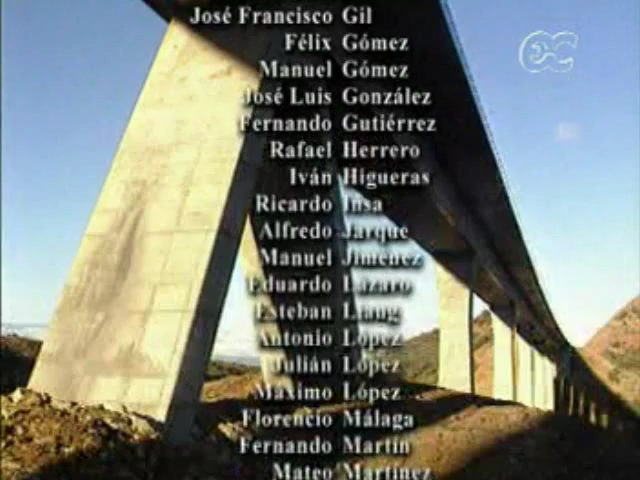 José Francisco Gil
Félix Gómez
Manuel Gómez
José Luis González
Fernando Gutiérrez
Rafael Herrero
Iván Higueras
Ricardo Insa
Alfredo Jarque
Manuel Jiménez
Eduardo Lázaro
Esteban Liaug
Antonio López
Julián López
Máximo López
Florencio Málaga
Fernando Martín
Mateo Martínez